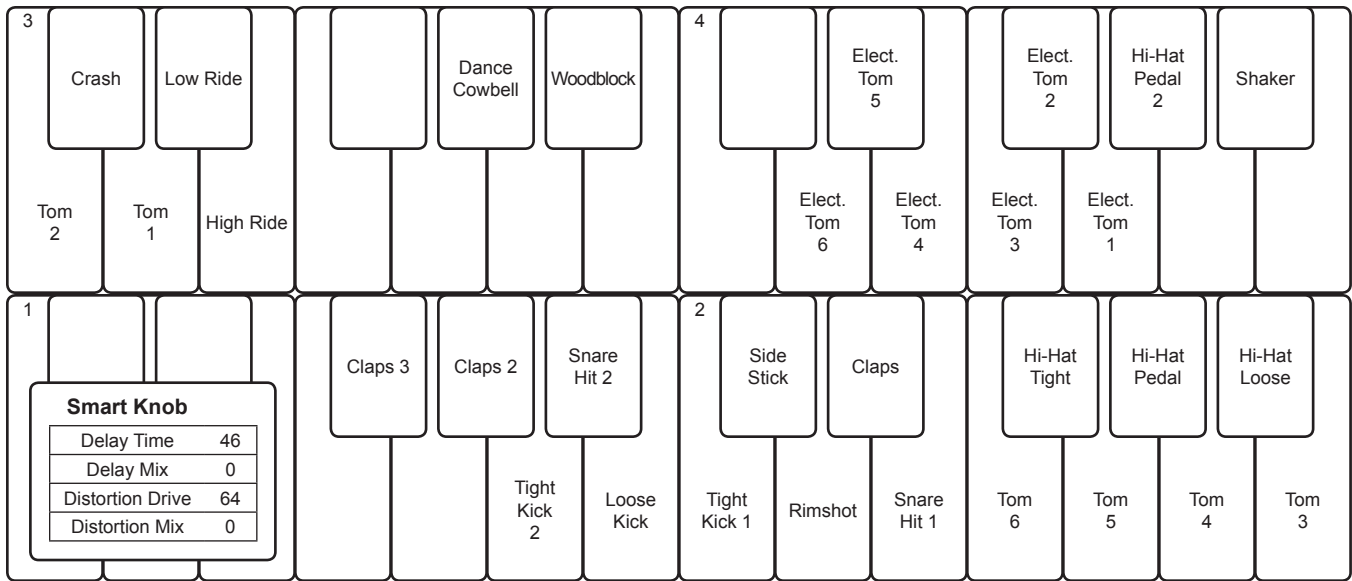 3
4
Crash
Low Ride
Dance
Cowbell
Woodblock
Elect.
Tom
5
Elect.
Tom
2
Hi-Hat
Pedal
2
Shaker
Tom
2
Tom
1
High Ride
Elect.
Tom
6
Elect.
Tom
4
Elect.
Tom
3
Elect.
Tom
1
1
2
Claps 3
Claps 2
Snare
Hit 2
Side
Stick
Claps
Hi-Hat
Tight
Hi-Hat
Pedal
Hi-Hat
Loose
Smart Knob
Delay Time 46
Delay Mix 0
Distortion Drive 64
Distortion Mix 0
Tight
Kick
2
Loose
Kick
Tight
Kick 1
Rimshot
Snare
Hit 1
Tom
6
Tom
5
Tom
4
Tom
3